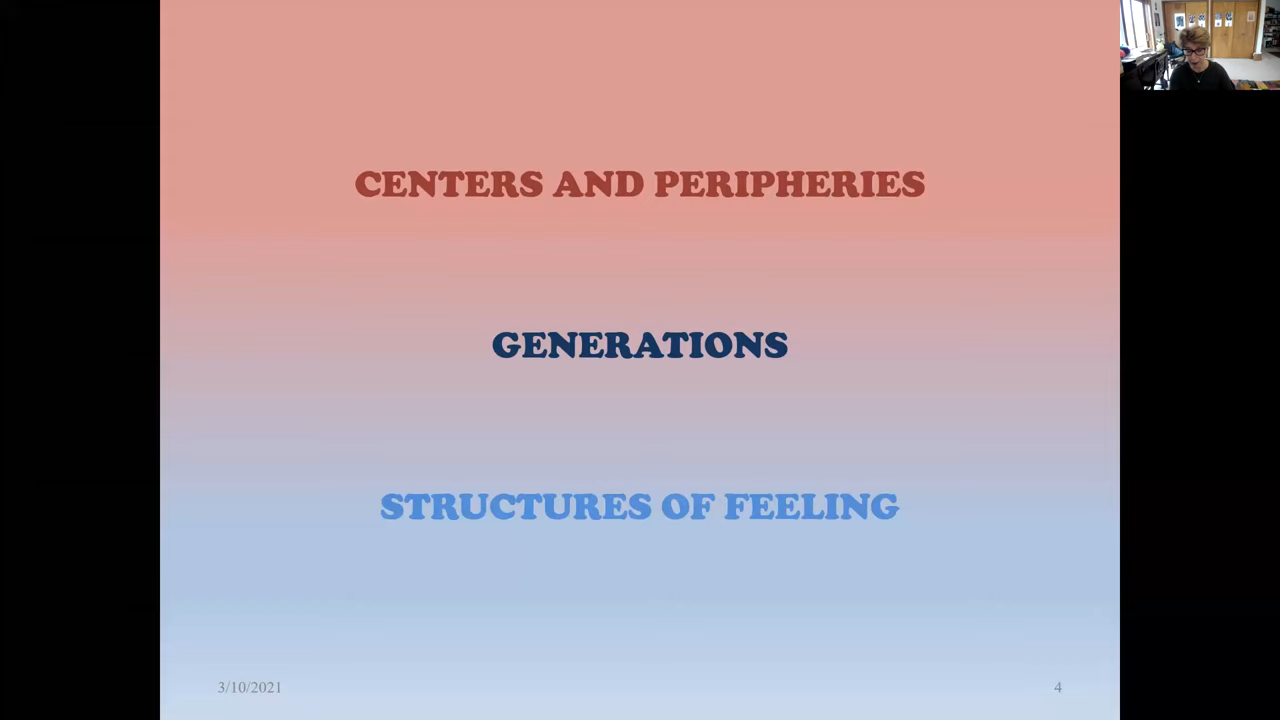 CENTERS AND PERIPHERIES
GENERATIONS
STRUCTURES OF FEELING
3/10/2021
4